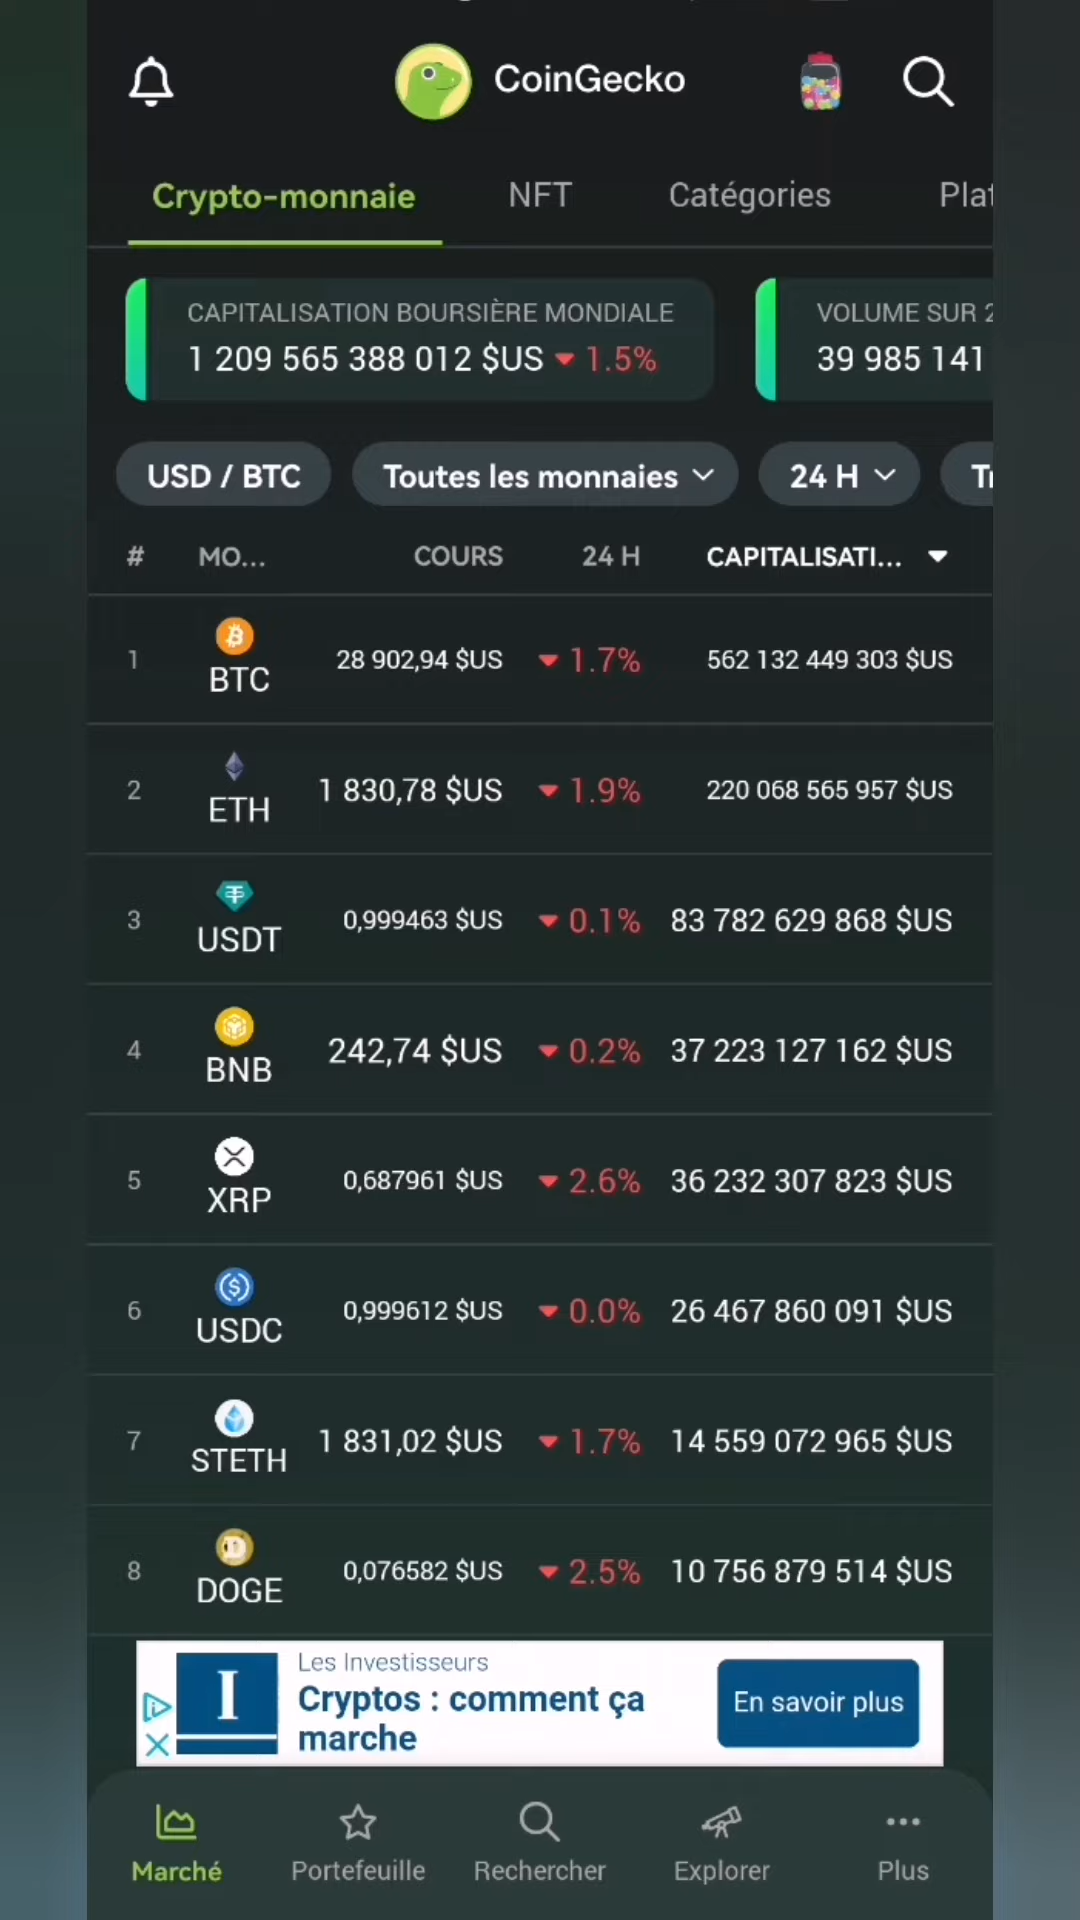 CoinGecko
Crypto-monnaie NFT Catégories Plat
CAPITALISATION BOURSIÈRE MONDIALE
1 209 565 388 012 $US 1.5%
VOLUME SUR 2
39 985 141
USD / BTC Toutes les monnaies 24 H Tr
# MO... COURS 24 H CAPITALISATI...
1 BTC 28 902,94 $US 1.7% 562 132 449 303 $US
2 ETH 1 830,78 $US 1.9% 220 068 565 957 $US
3 USDT 0,999463 $US 0.1% 83 782 629 868 $US
4 BNB 242,74 $US 0.2% 37 223 127 162 $US
5 XRP 0,687961 $US 2.6% 36 232 307 823 $US
6 USDC 0,999612 $US 0.0% 26 467 860 091 $US
7 STETH 1 831,02 $US 1.7% 14 559 072 965 $US
8 DOGE 0,076582 $US 2.5% 10 756 879 514 $US
I
Les Investisseurs
Cryptos : comment ça
marche
En savoir plus
Marché Portefeuille Rechercher Explorer Plus